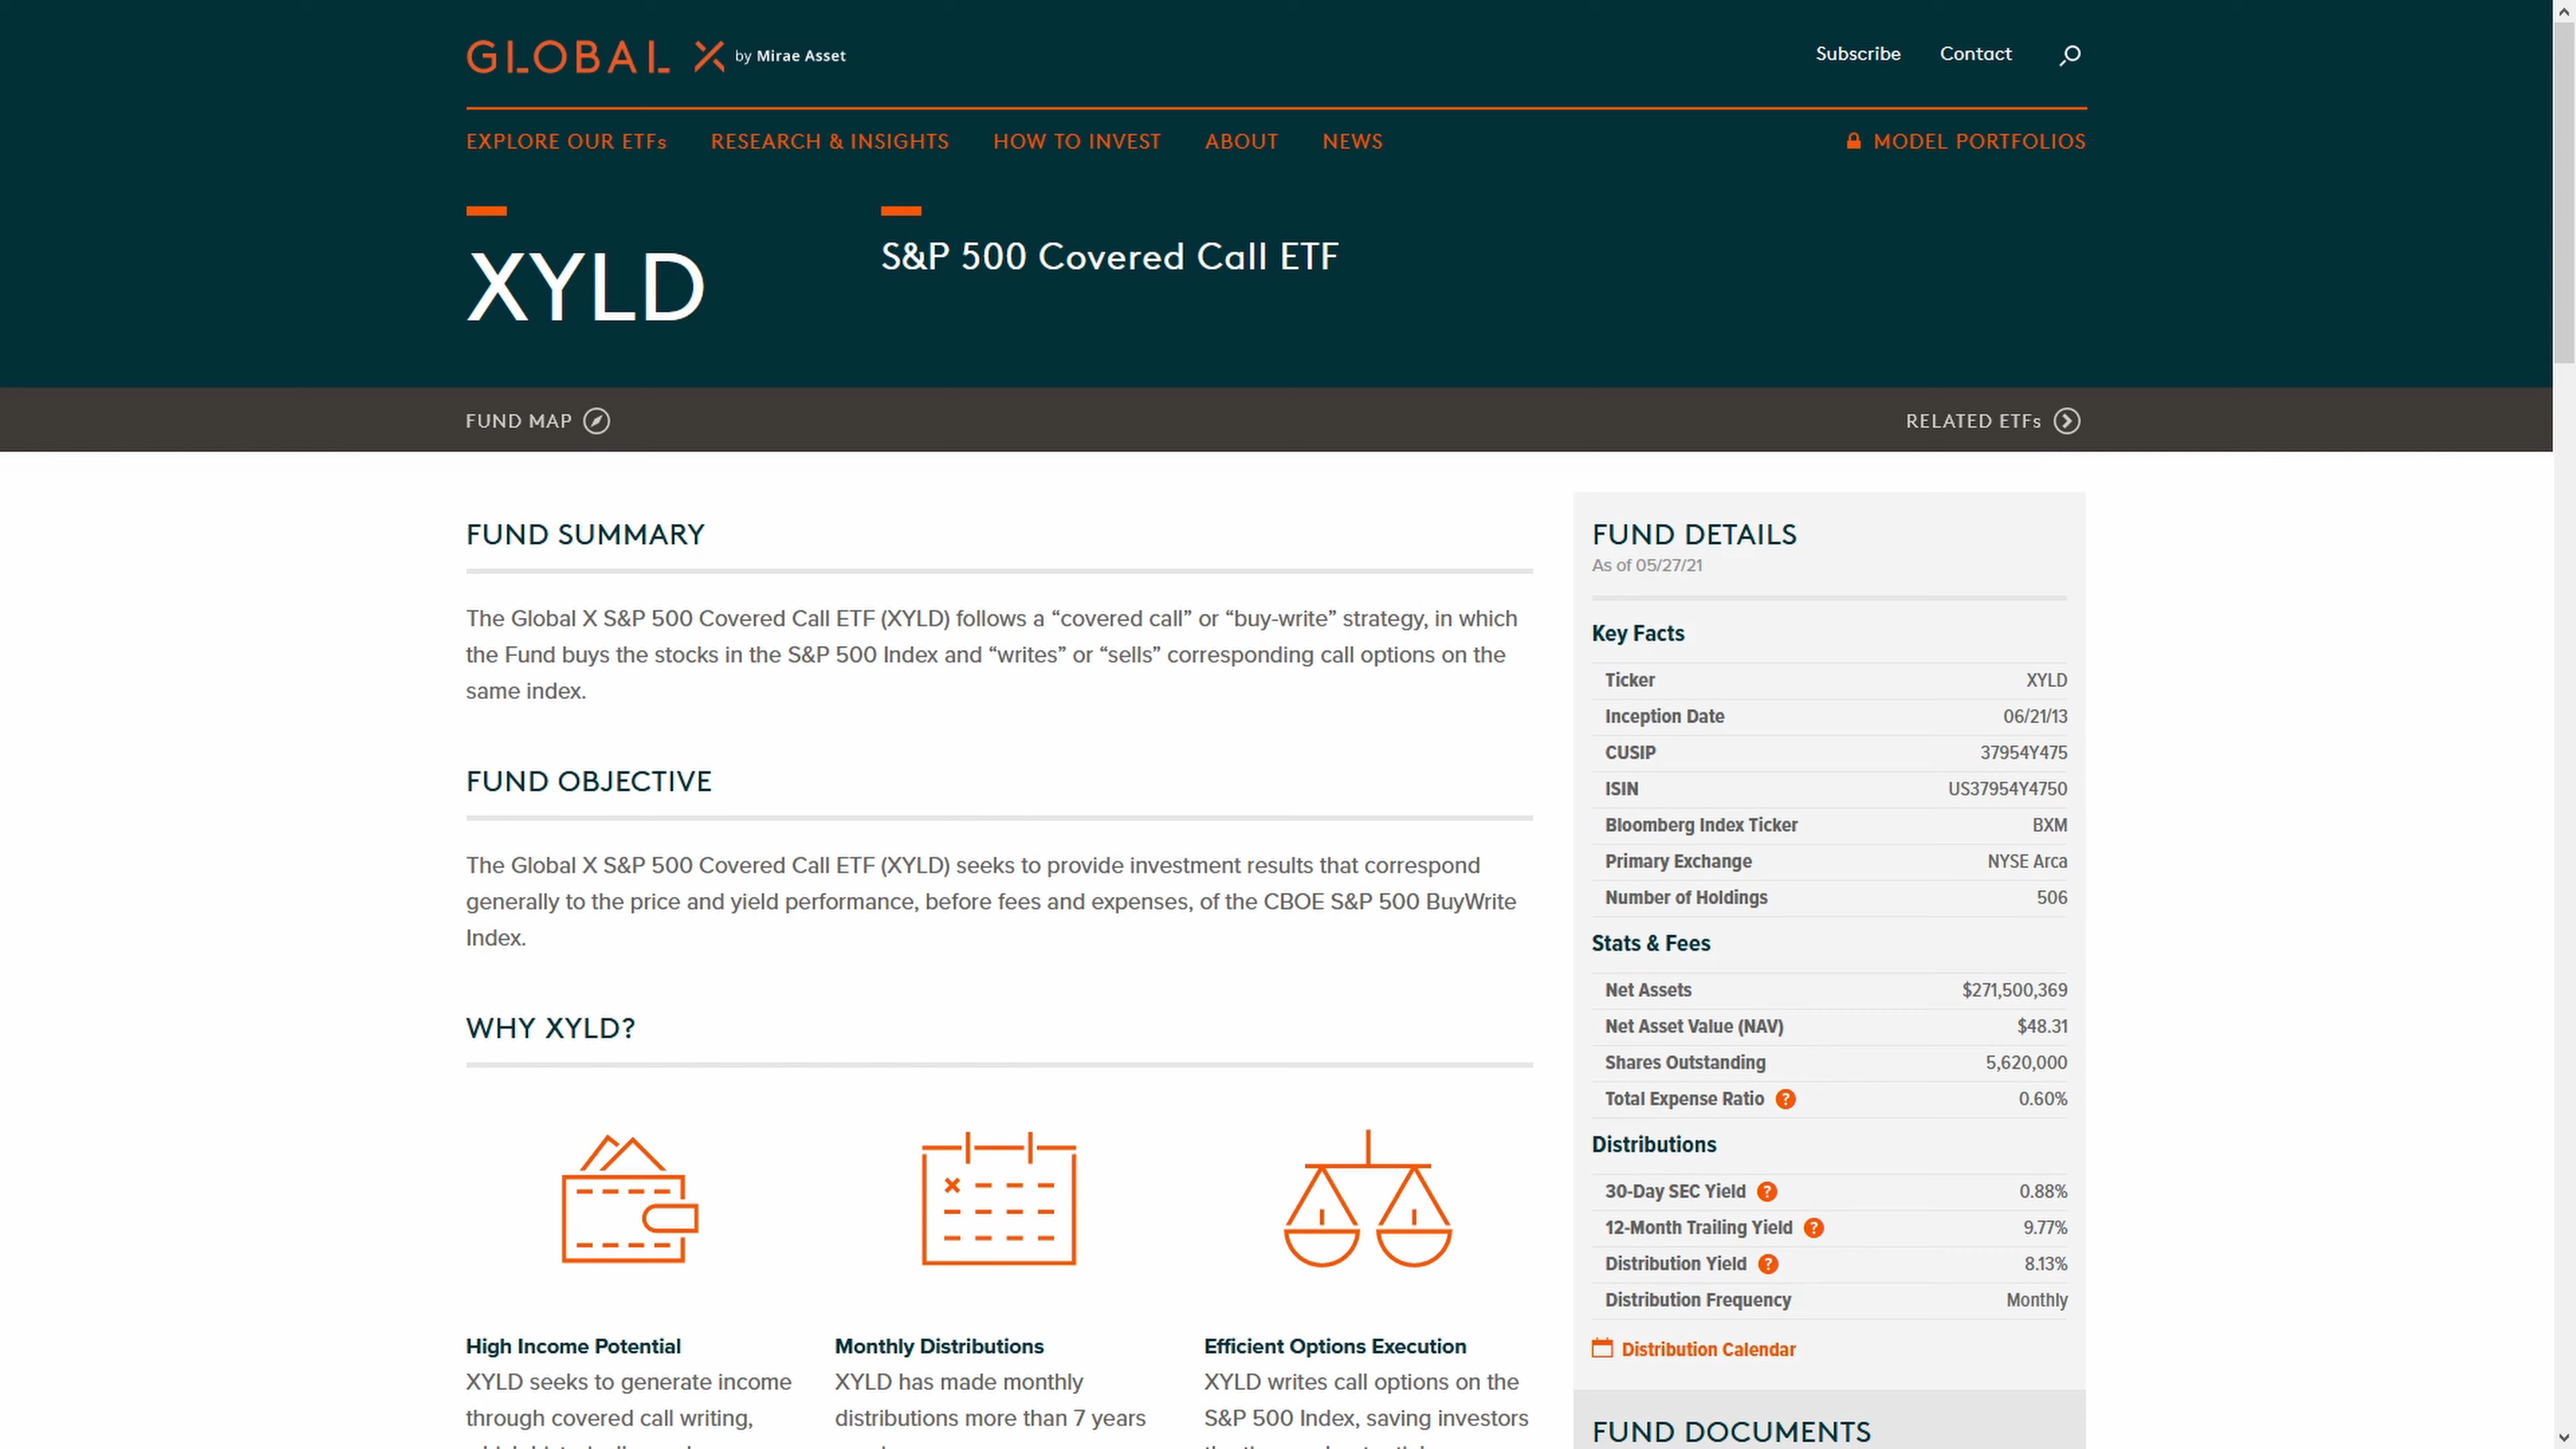 GLOBAL X by Mirae Asset
Subscribe
Contact
EXPLORE OUR ETFs
RESEARCH & INSIGHTS
HOW TO INVEST
ABOUT
NEWS
MODEL PORTFOLIOS
XYLD
S&P 500 Covered Call ETF
FUND MAP
RELATED ETFs
FUND SUMMARY
The Global X S&P 500 Covered Call ETF (XYLD) follows a “covered call” or “buy-write” strategy, in which
the Fund buys the stocks in the S&P 500 Index and “writes” or “sells” corresponding call options on the
same index.
FUND OBJECTIVE
The Global X S&P 500 Covered Call ETF (XYLD) seeks to provide investment results that correspond
generally to the price and yield performance, before fees and expenses, of the CBOE S&P 500 BuyWrite
Index.
WHY XYLD?
High Income Potential
XYLD seeks to generate income
through covered call writing,
Monthly Distributions
XYLD has made monthly
distributions more than 7 years
Efficient Options Execution
XYLD writes call options on the
S&P 500 Index, saving investors
FUND DETAILS
As of 05/27/21
Key Facts
Ticker XYLD
Inception Date 06/21/13
CUSIP 37954Y475
ISIN US37954Y4750
Bloomberg Index Ticker BXM
Primary Exchange NYSE Arca
Number of Holdings 506
Stats & Fees
Net Assets $271,500,369
Net Asset Value (NAV) $48.31
Shares Outstanding 5,620,000
Total Expense Ratio ? 0.60%
Distributions
30-Day SEC Yield ? 0.88%
12-Month Trailing Yield ? 9.77%
Distribution Yield ? 8.13%
Distribution Frequency Monthly
Distribution Calendar
FUND DOCUMENTS